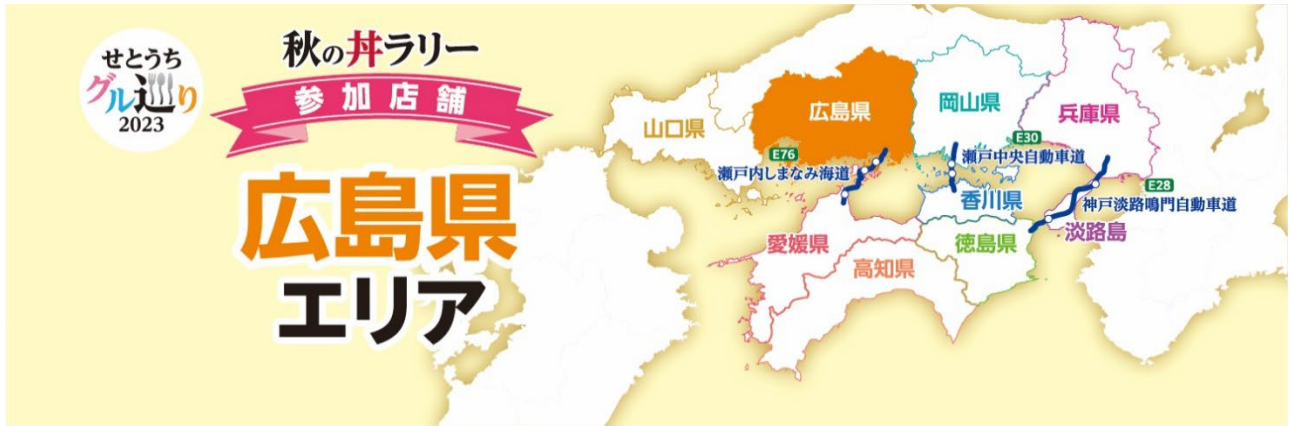 せとうち
グル巡り
2023
秋の丼ラリー
参加店舗
広島県
エリア
山口県
広島県
岡山県
兵庫県
E76
瀬戸内しまなみ海道
E30
瀬戸中央自動車道
E28
神戸淡路鳴門自動車道
香川県
淡路島
愛媛県
徳島県
高知県